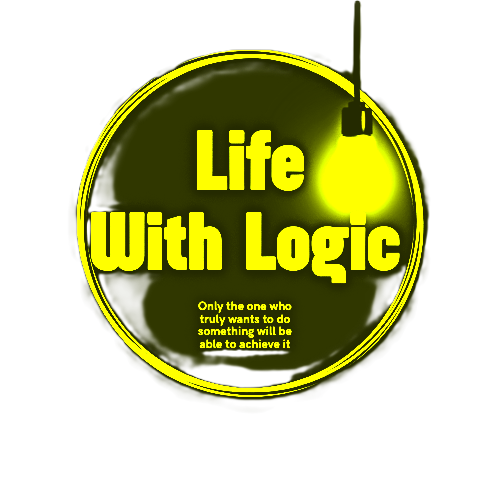 Life
With Logic
Only the one who
truly wants to do
something will be
able to achieve it